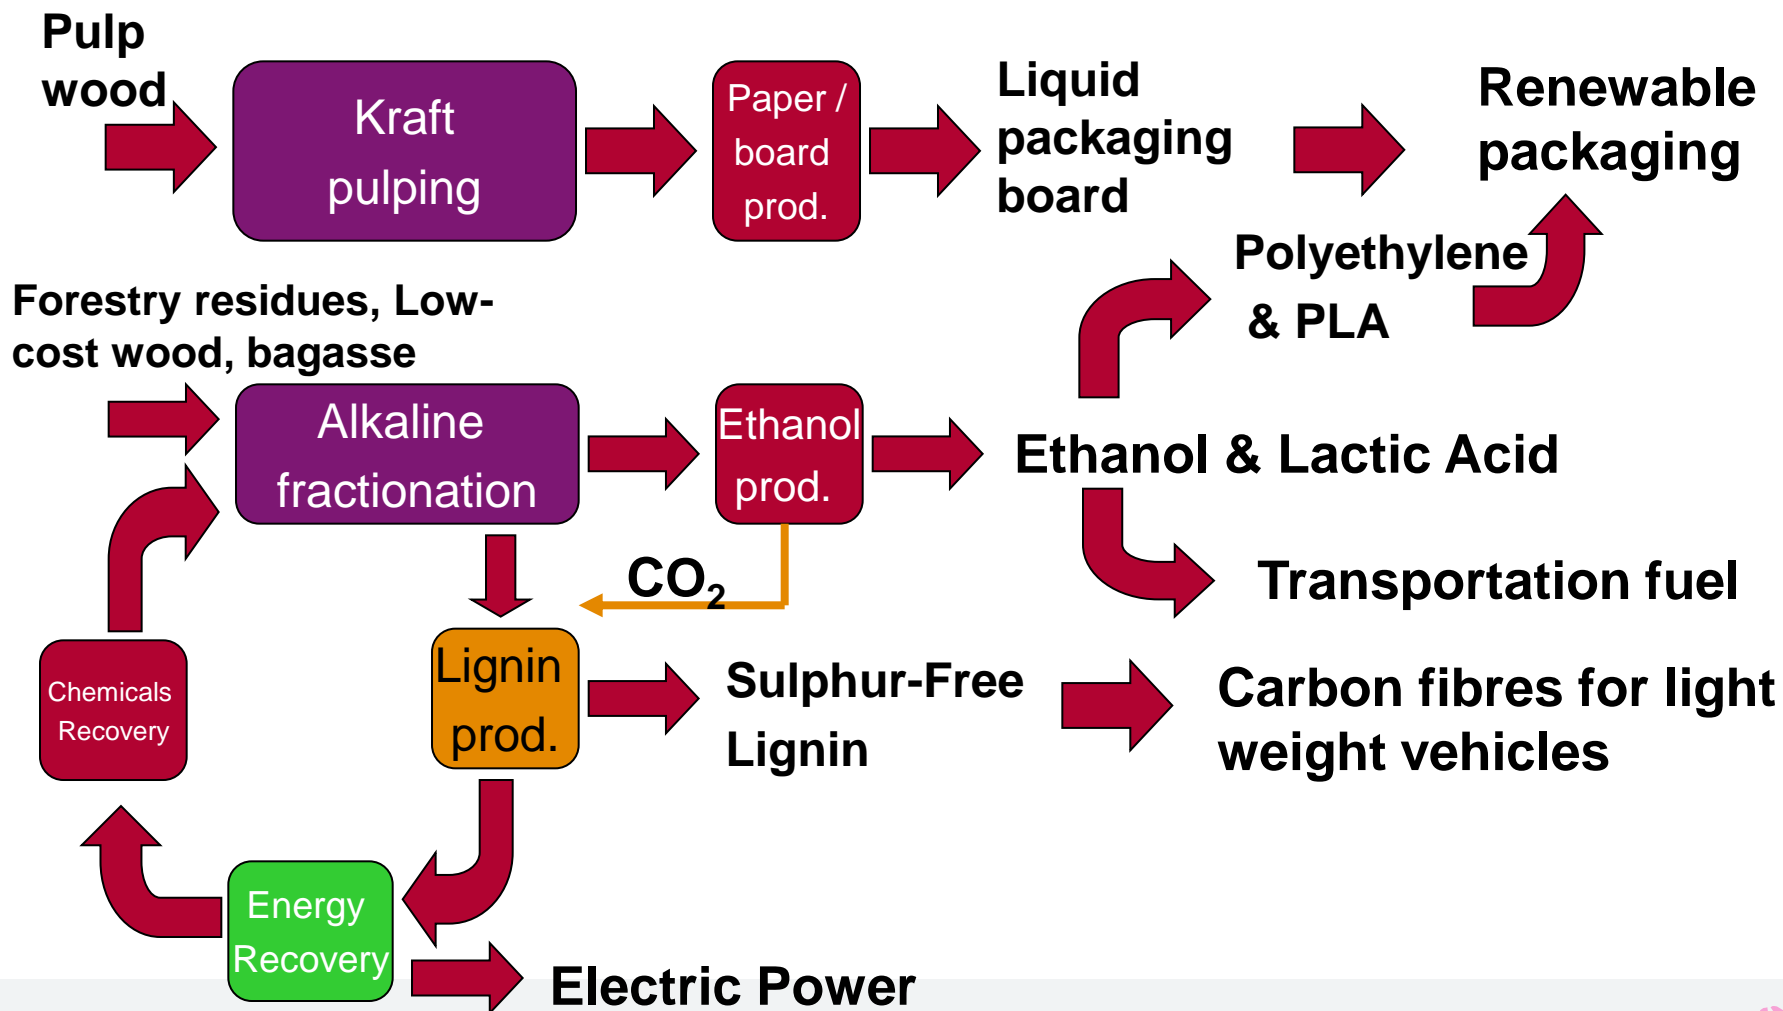 Pulp
wood
Kraft
pulping
Paper /
board
prod.
Liquid
packaging
board
Renewable
packaging
Polyethylene
& PLA
Forestry residues, Low-
cost wood, bagasse
Alkaline
fractionation
Ethanol
prod.
Ethanol & Lactic Acid
CO₂
Transportation fuel
Chemicals
Recovery
Lignin
prod.
Sulphur-Free
Lignin
Carbon fibres for light
weight vehicles
Energy
Recovery
Electric Power